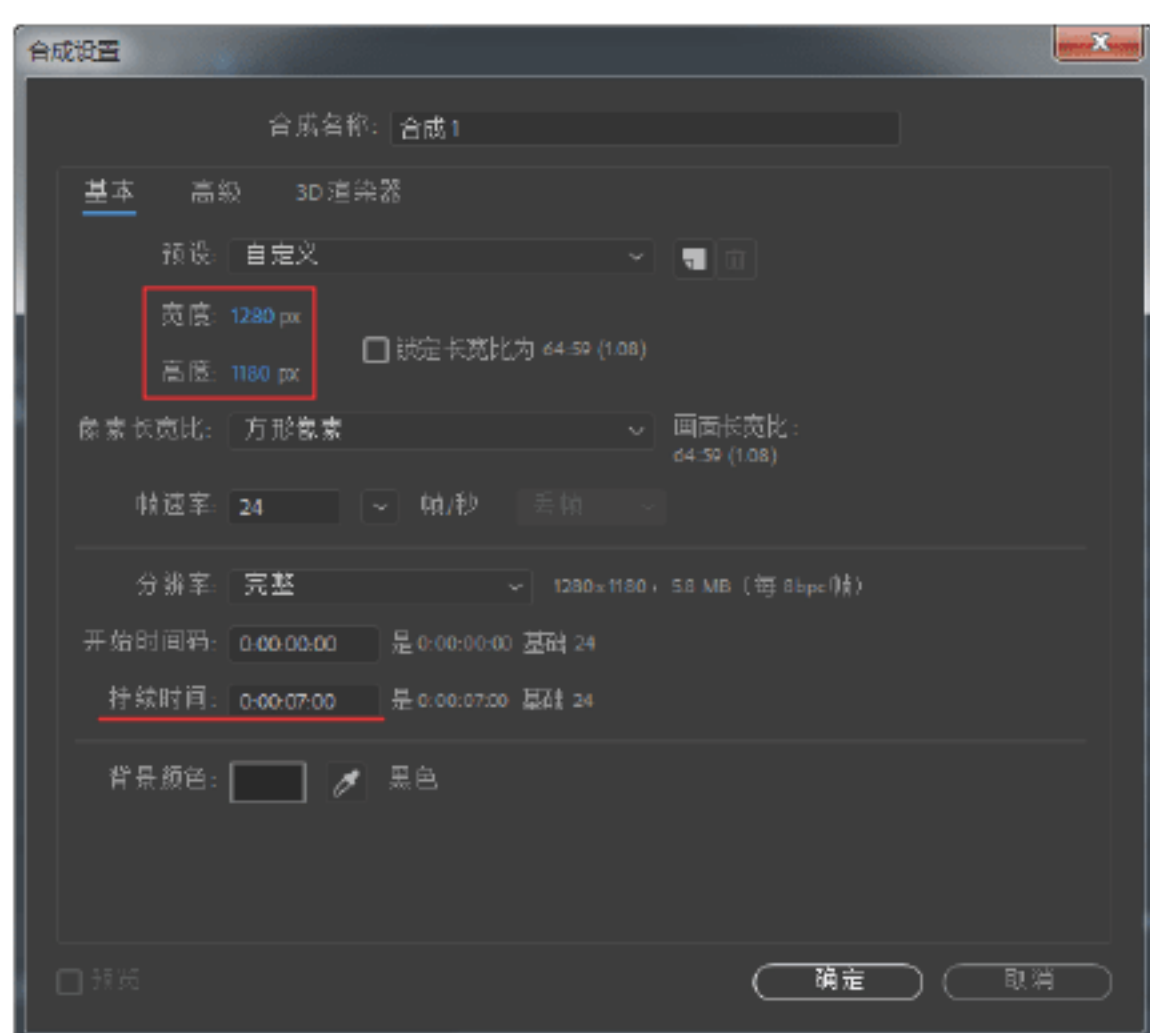 合成设置
合成名称: 合成 1
基本 高级 3D 渲染器
预设: 自定义
宽度: 1280 px
锁定长宽比为 64:59 (1.08)
高度: 1180 px
像素长宽比: 方形像素 画面长宽比:
64:59 (1.08)
帧速率: 24 帧/秒 丢帧
分辨率: 完整 1280x1180, 5.8 MB (每 8bpc 帧)
开始时间码: 0:00:00:00 是 0:00:00:00 基础 24
持续时间: 0:00:07:00 是 0:00:07:00 基础 24
背景颜色: 黑色
预览 确定 取消